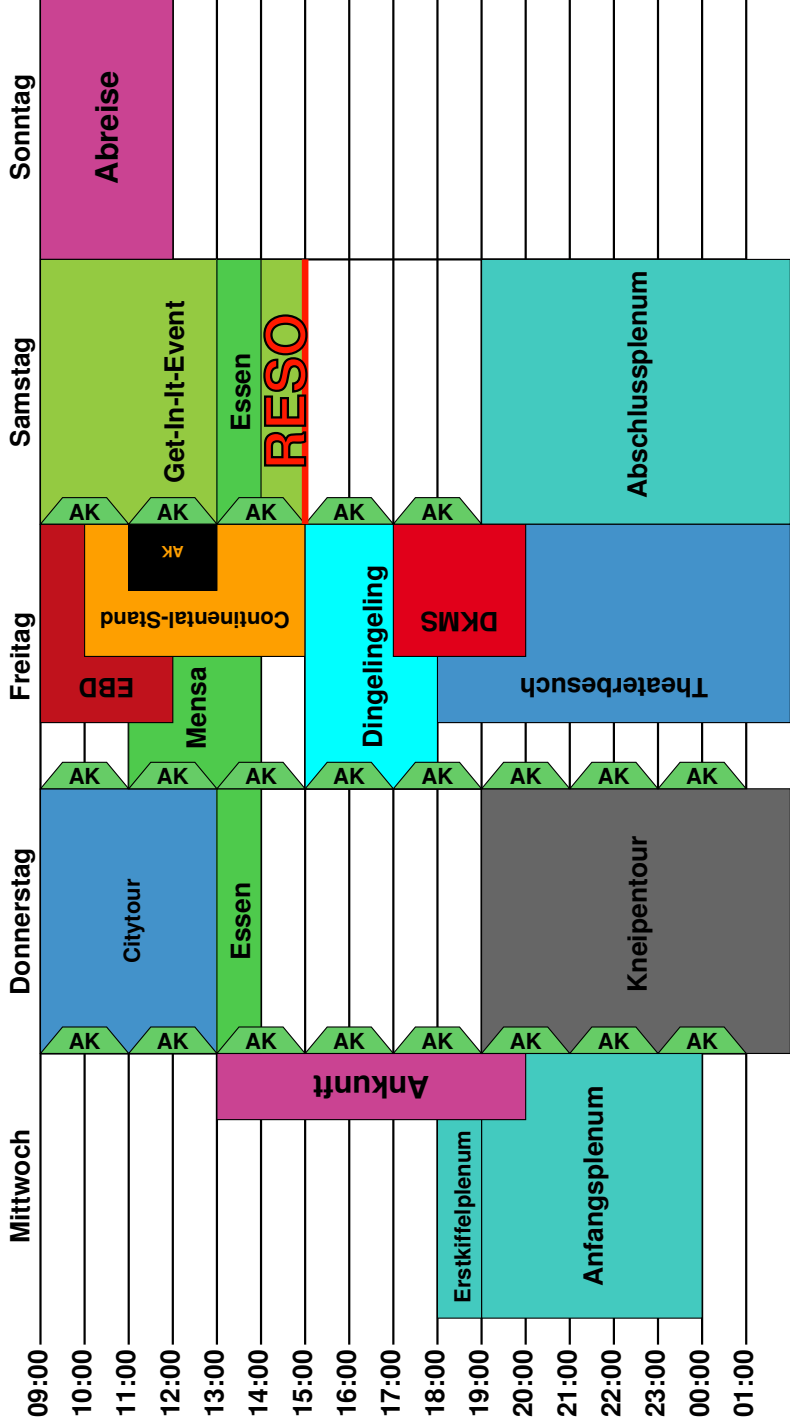 Mittwoch
Donnerstag
Freitag
Samstag
Sonntag
09:00
10:00
11:00
12:00
13:00
14:00
15:00
16:00
17:00
18:00
19:00
20:00
21:00
22:00
23:00
00:00
01:00
Ankunft
Erstkiffelplenum
Anfangsplenum
AK
AK
AK
AK
AK
AK
AK
AK
Citytour
Essen
Kneipentour
AK
AK
AK
AK
AK
AK
AK
AK
EBD
Mensa
Continental-Stand
AK
Dingelingeling
DKMS
Theaterbesuch
AK
AK
AK
AK
AK
Get-In-It-Event
Essen
RESO
Abschlussplenum
Abreise